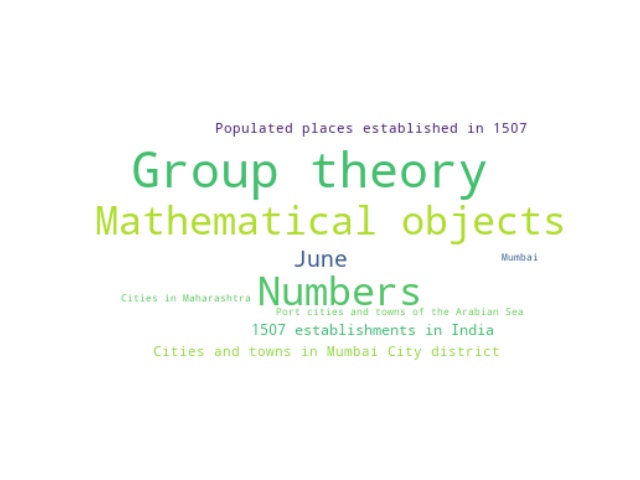 Populated places established in 1507
Group theory
Mathematical objects
June
Mumbai
Cities in Maharashtra
Numbers
Port cities and towns of the Arabian Sea
1507 establishments in India
Cities and towns in Mumbai City district